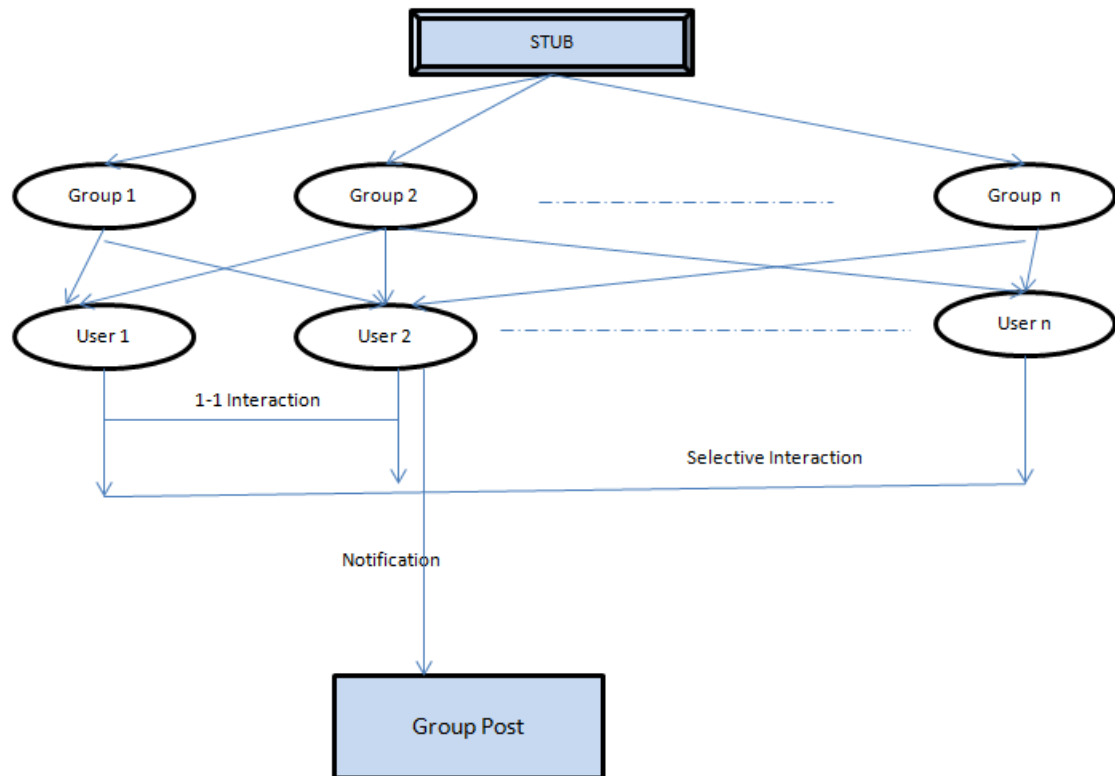 STUB
Group 1
Group 2
Group n
User 1
User 2
User n
1-1 Interaction
Selective Interaction
Notification
Group Post